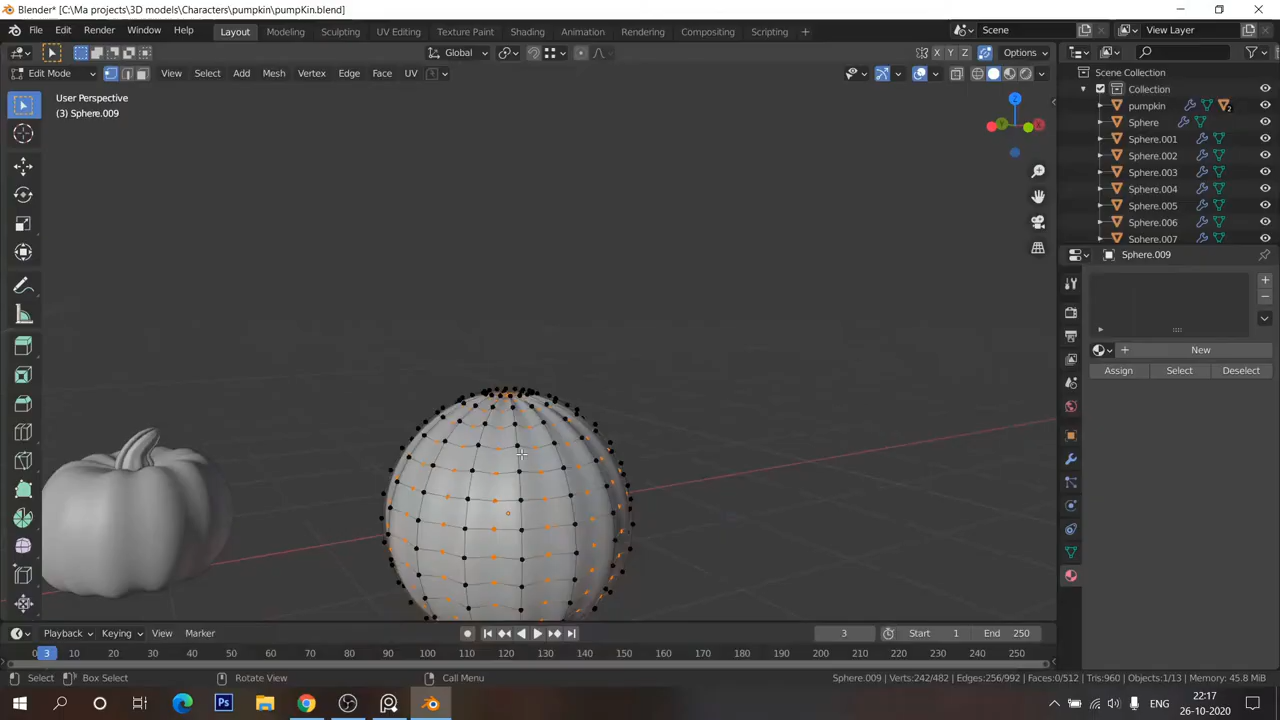 Blender* [C:\Ma projects\3D models\Characters\pumpkin\pumpKin.blend]
File Edit Render Window Help Layout Modeling Sculpting UV Editing Texture Paint Shading Animation Rendering Compositing Scripting Scene View Layer
Global X Y Z Options
Edit Mode View Select Add Mesh Vertex Edge Face UV
User Perspective
(3) Sphere.009
Z
Y
X
Scene Collection
Collection
pumpkin
2
Sphere
Sphere.001
Sphere.002
Sphere.003
Sphere.004
Sphere.005
Sphere.006
Sphere.007
Sphere.009
New
Assign Select Deselect
Playback Keying View Marker 3 Start 1 End 250
0 3 10 20 30 40 50 60 70 80 90 100 110 120 130 140 150 160 170 180 190 200 210 220 230 240 250
Select Box Select Rotate View Call Menu Sphere.009 | Verts:242/482 | Edges:256/992 | Faces:0/512 | Tris:960 | Objects:1/13 | Memory: 45.8 MiB
Ps ENG 22:17
26-10-2020